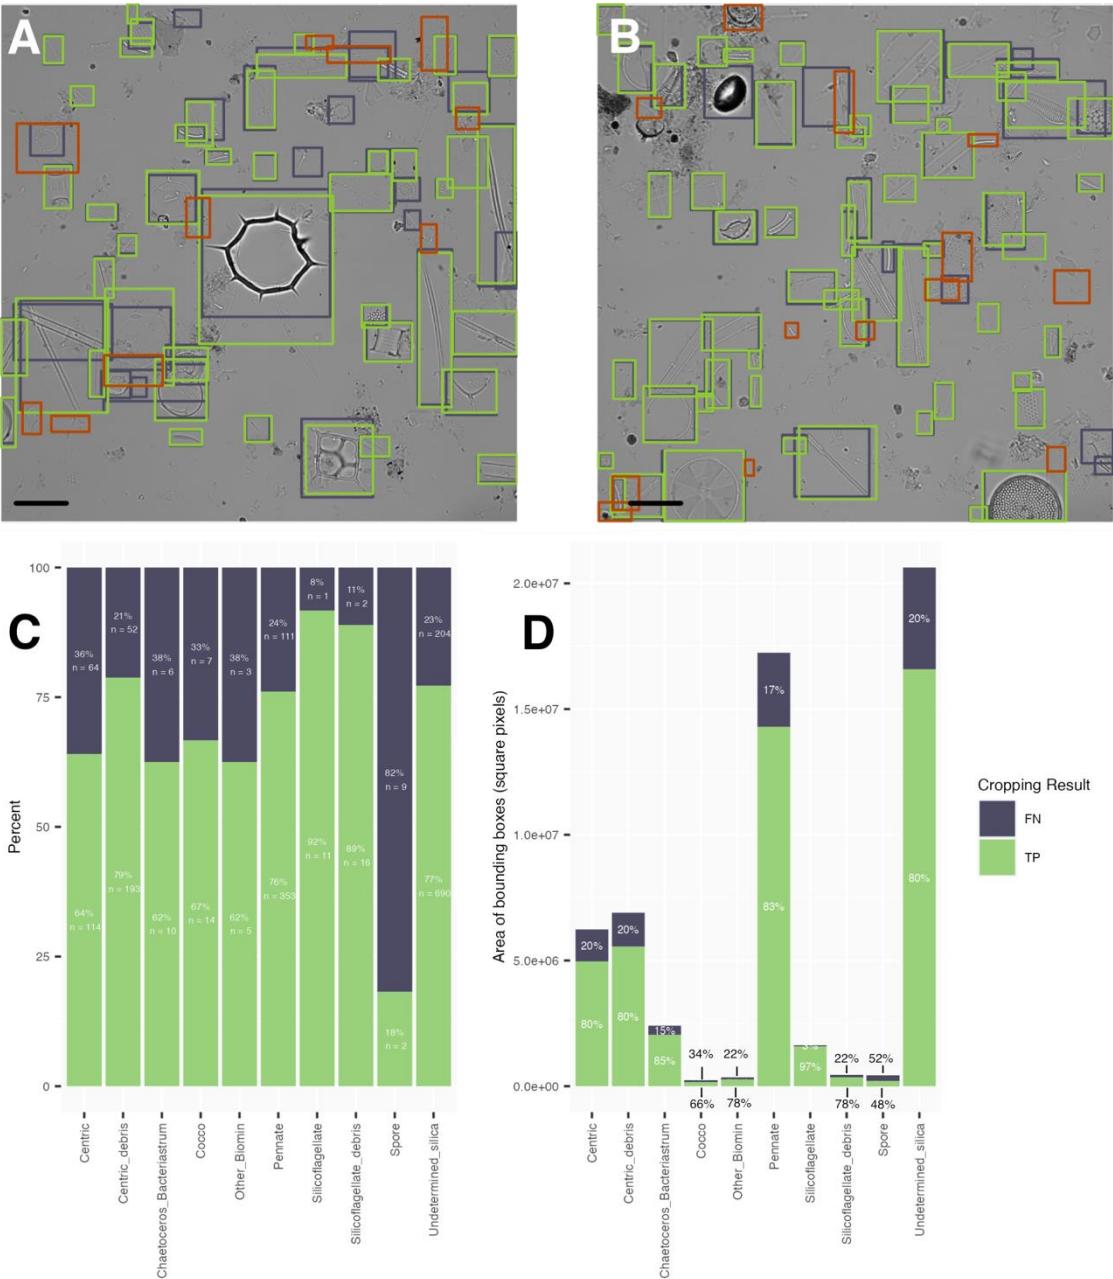 A
B
C
100
75
50
25
0
Percent
36%
n = 64
64%
n = 114
21%
n = 52
79%
n = 193
38%
n = 6
62%
n = 10
33%
n = 7
67%
n = 14
38%
n = 3
62%
n = 5
24%
n = 111
76%
n = 353
8%
n = 1
92%
n = 11
11%
n = 2
89%
n = 16
82%
n = 9
18%
n = 2
23%
n = 204
77%
n = 690
Centric
Centric_debris
Chaetoceros_Bacteriastrum
Cocco
Other_Biomin
Pennate
Silicoflagellate
Silicoflagellate_debris
Spore
Undetermined_silica
D
2.0e+07
1.5e+07
1.0e+07
5.0e+06
0.0e+00
Area of bounding boxes (square pixels)
20%
80%
20%
80%
15%
85%
34%
66%
22%
78%
17%
83%
3%
97%
22%
78%
52%
48%
20%
80%
Centric
Centric_debris
Chaetoceros_Bacteriastrum
Cocco
Other_Biomin
Pennate
Silicoflagellate
Silicoflagellate_debris
Spore
Undetermined_silica
Cropping Result
FN
TP